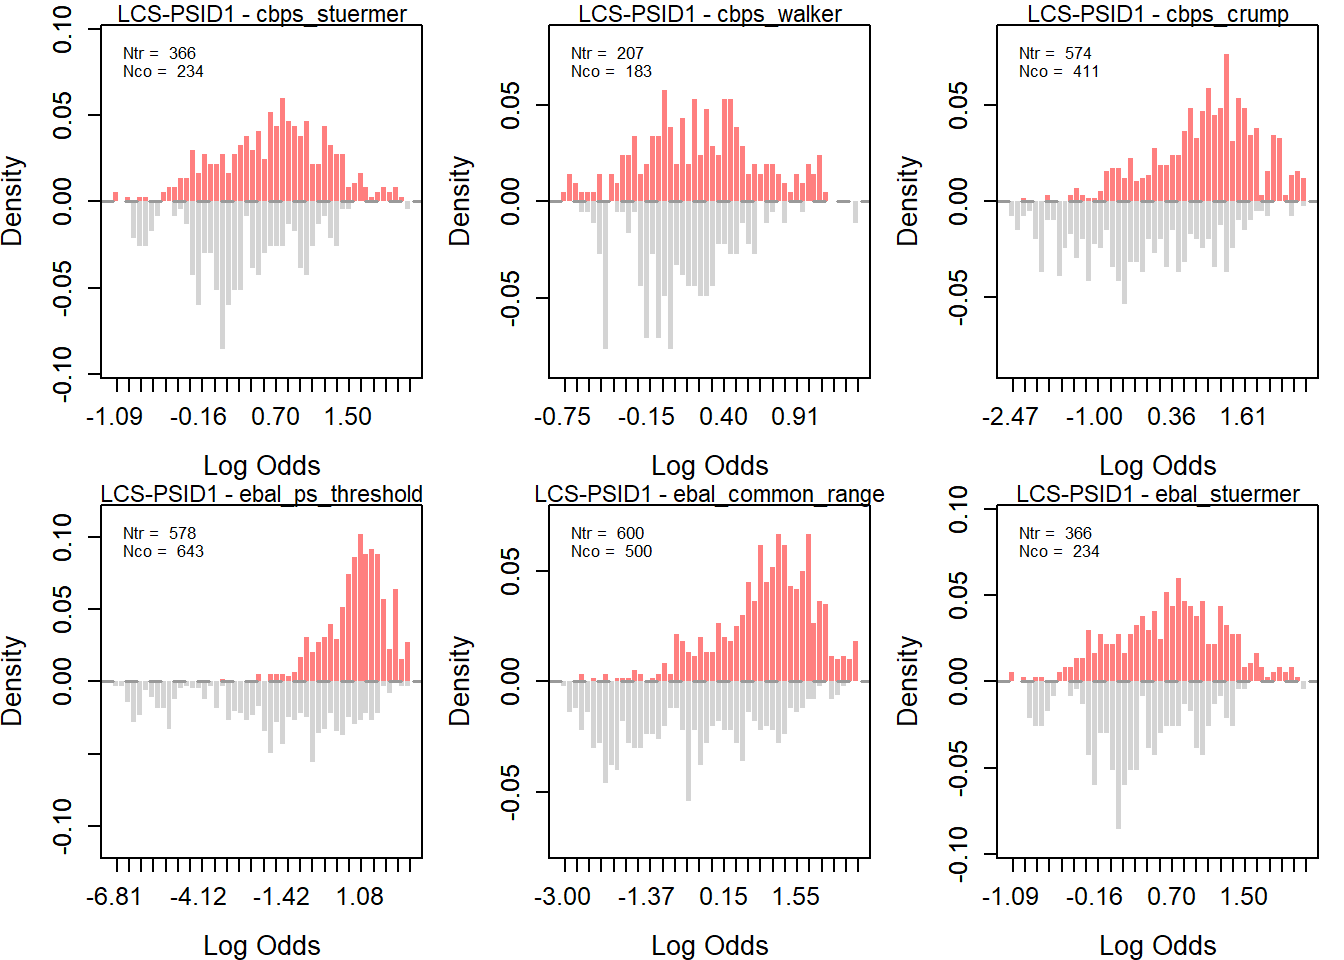 LCS-PSID1 - cbps_stuermer
Ntr = 366
Nco = 234
0.10
0.05
0.00
-0.05
-0.10
Density
-1.09 -0.16 0.70 1.50
Log Odds
LCS-PSID1 - cbps_walker
Ntr = 207
Nco = 183
0.05
0.00
-0.05
Density
-0.75 -0.15 0.40 0.91
Log Odds
LCS-PSID1 - cbps_crump
Ntr = 574
Nco = 411
0.05
0.00
-0.05
Density
-2.47 -1.00 0.36 1.61
Log Odds
LCS-PSID1 - ebal_ps_threshold
Ntr = 578
Nco = 643
0.10
0.05
0.00
-0.10
Density
-6.81 -4.12 -1.42 1.08
Log Odds
LCS-PSID1 - ebal_common_range
Ntr = 600
Nco = 500
0.05
0.00
-0.05
Density
-3.00 -1.37 0.15 1.55
Log Odds
LCS-PSID1 - ebal_stuermer
Ntr = 366
Nco = 234
0.10
0.05
0.00
-0.05
-0.10
Density
-1.09 -0.16 0.70 1.50
Log Odds